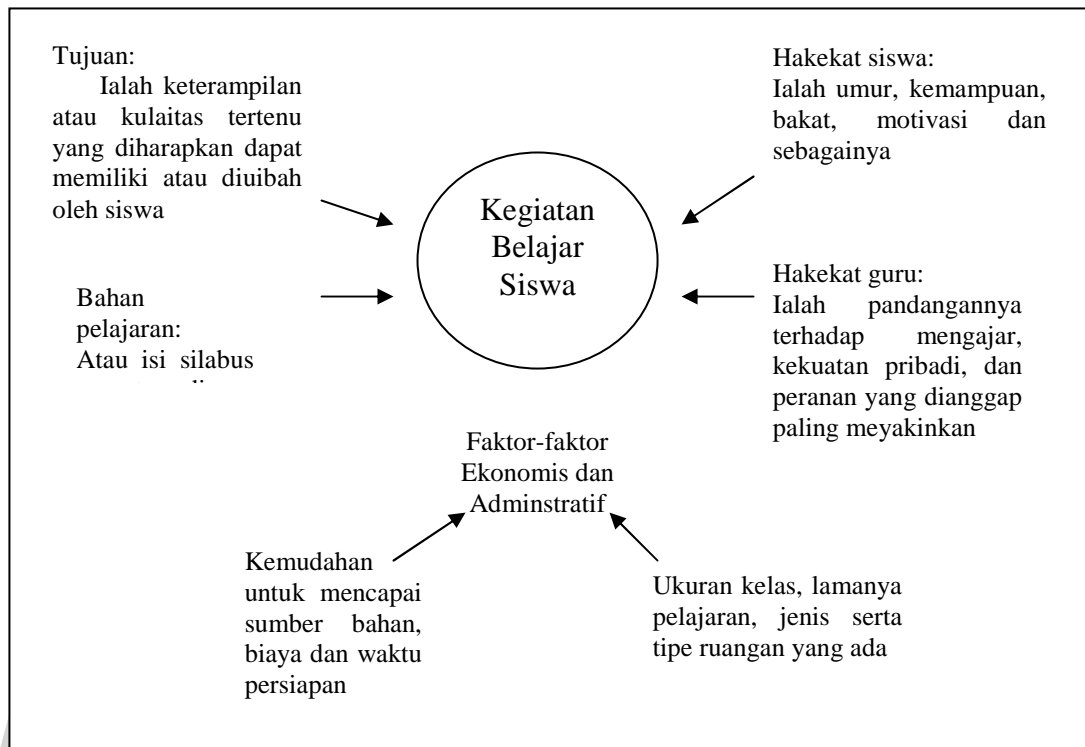 Tujuan:
Ialah keterampilan
atau kulaitas tertenu
yang diharapkan dapat
memiliki atau diuibah
oleh siswa
Hakekat siswa:
Ialah umur, kemampuan,
bakat, motivasi dan
sebagainya
Kegiatan
Belajar
Siswa
Bahan
pelajaran:
Atau isi silabus
Hakekat guru:
Ialah pandangannya
terhadap mengajar,
kekuatan pribadi, dan
peranan yang dianggap
paling meyakinkan
Faktor-faktor
Ekonomis dan
Adminstratif
Kemudahan
untuk mencapai
sumber bahan,
biaya dan waktu
persiapan
Ukuran kelas, lamanya
pelajaran, jenis serta
tipe ruangan yang ada